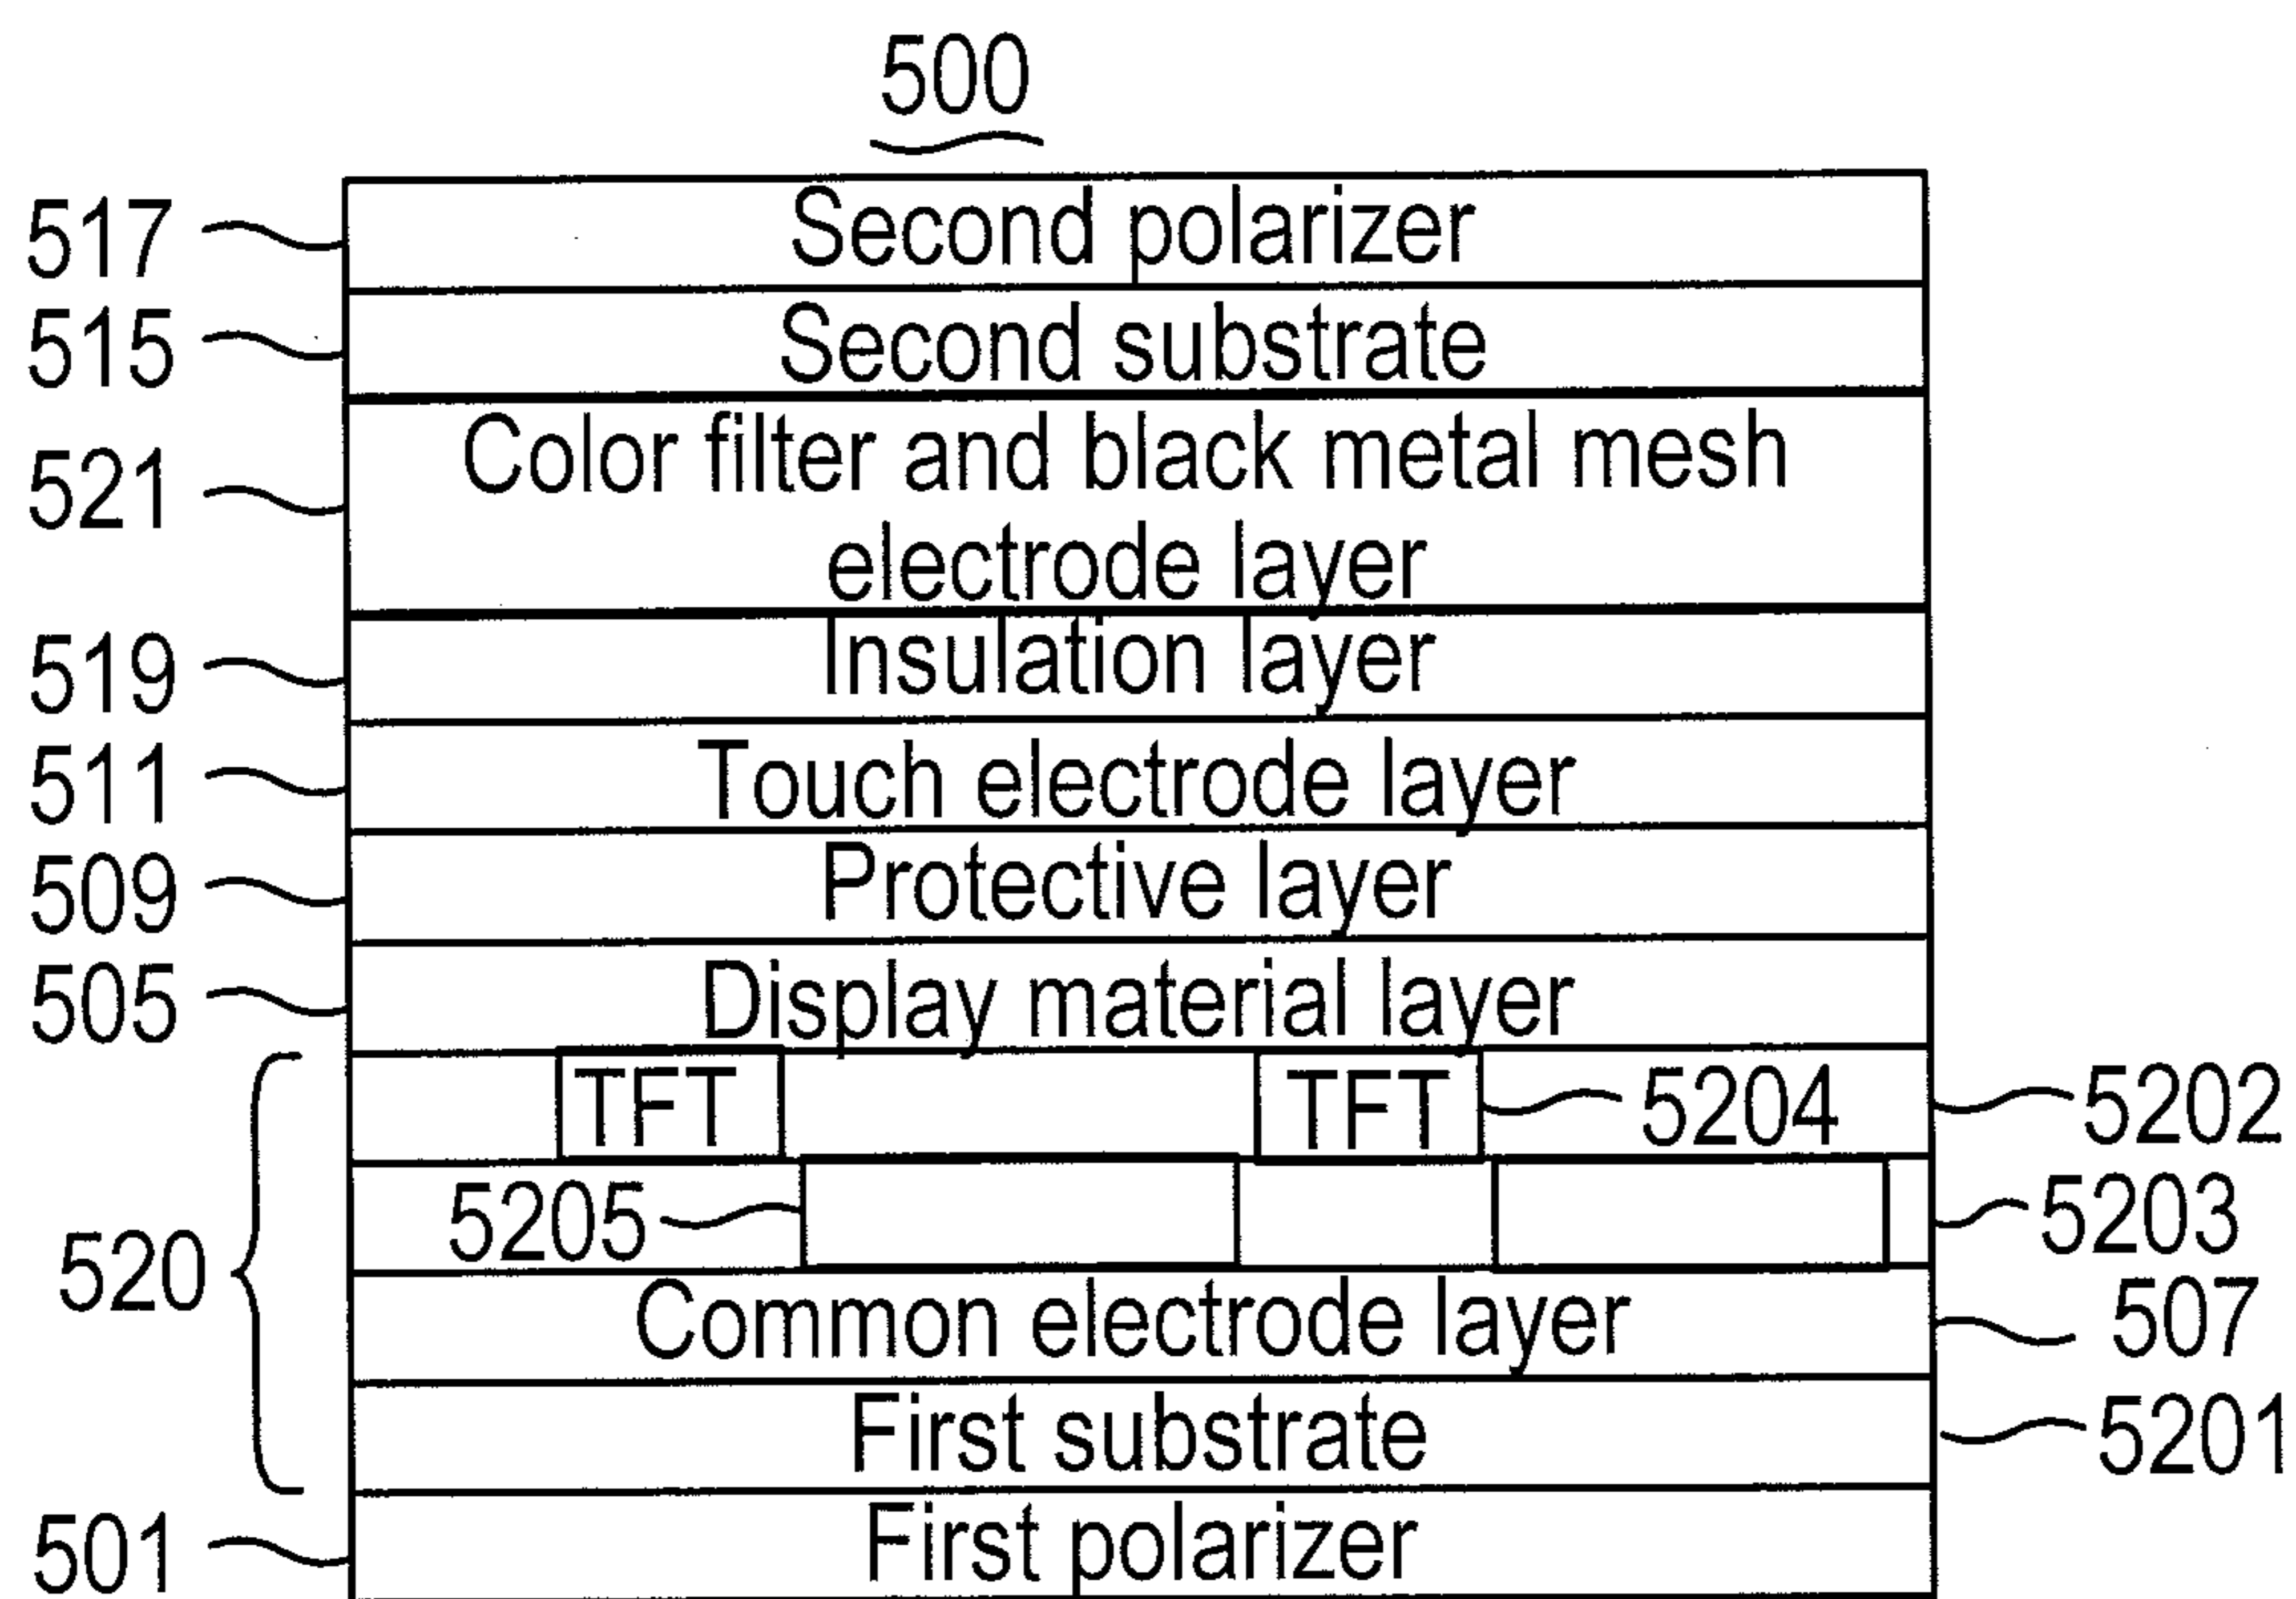 500
517 Second polarizer
515 Second substrate
521 Color filter and black metal mesh
electrode layer
519 Insulation layer
511 Touch electrode layer
509 Protective layer
505 Display material layer
TFT TFT 5204 5202
5205 5203
520
Common electrode layer 507
First substrate 5201
501 First polarizer